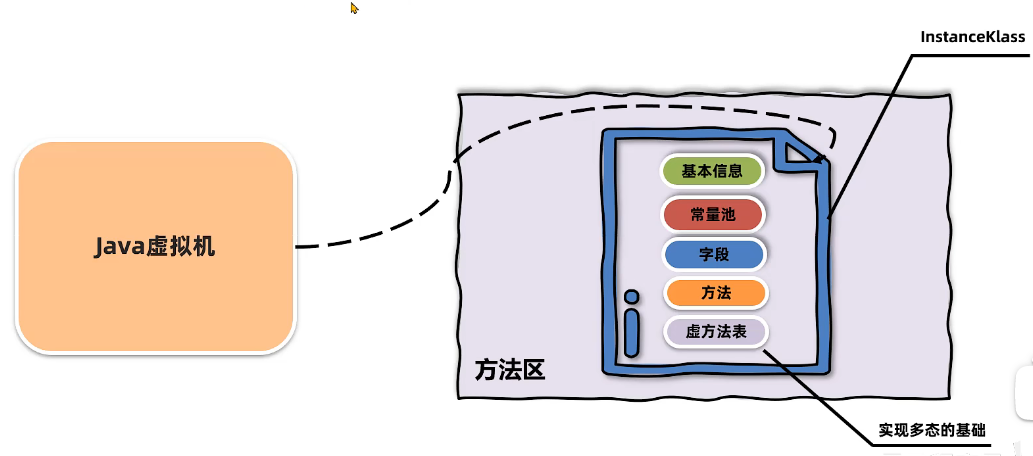 InstanceKlass
Java虚拟机
基本信息
常量池
字段
方法
虚方法表
方法区
实现多态的基础